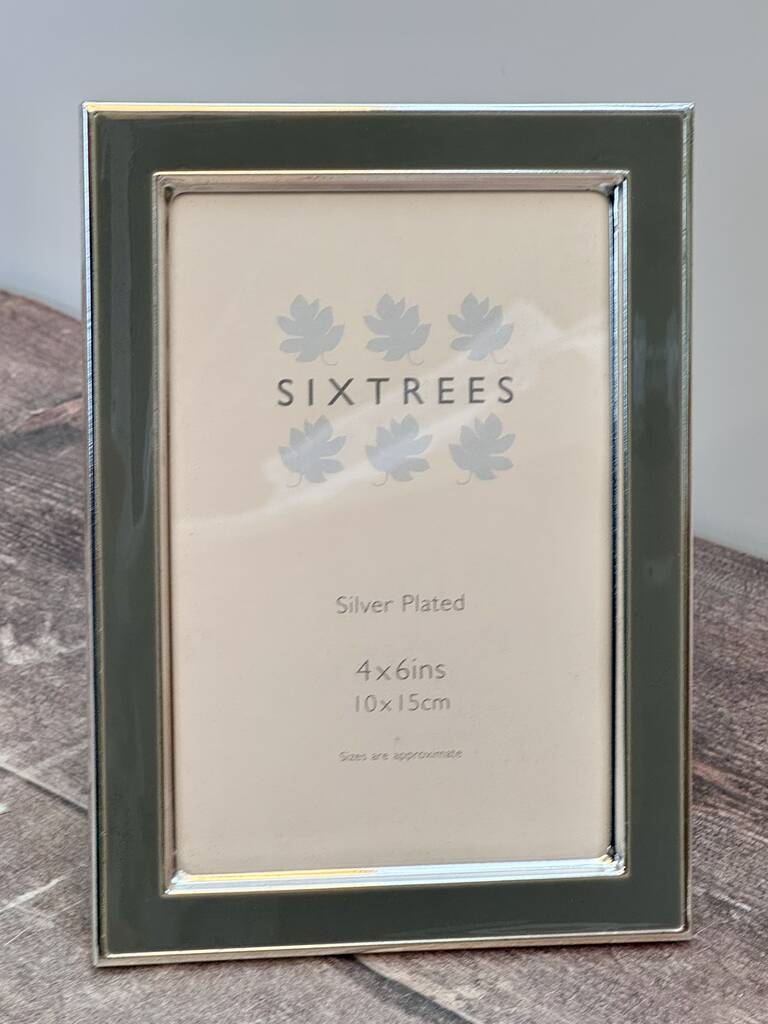 SIXTREES
Silver Plated
4x6ins
10x15cm
Sizes are approximate